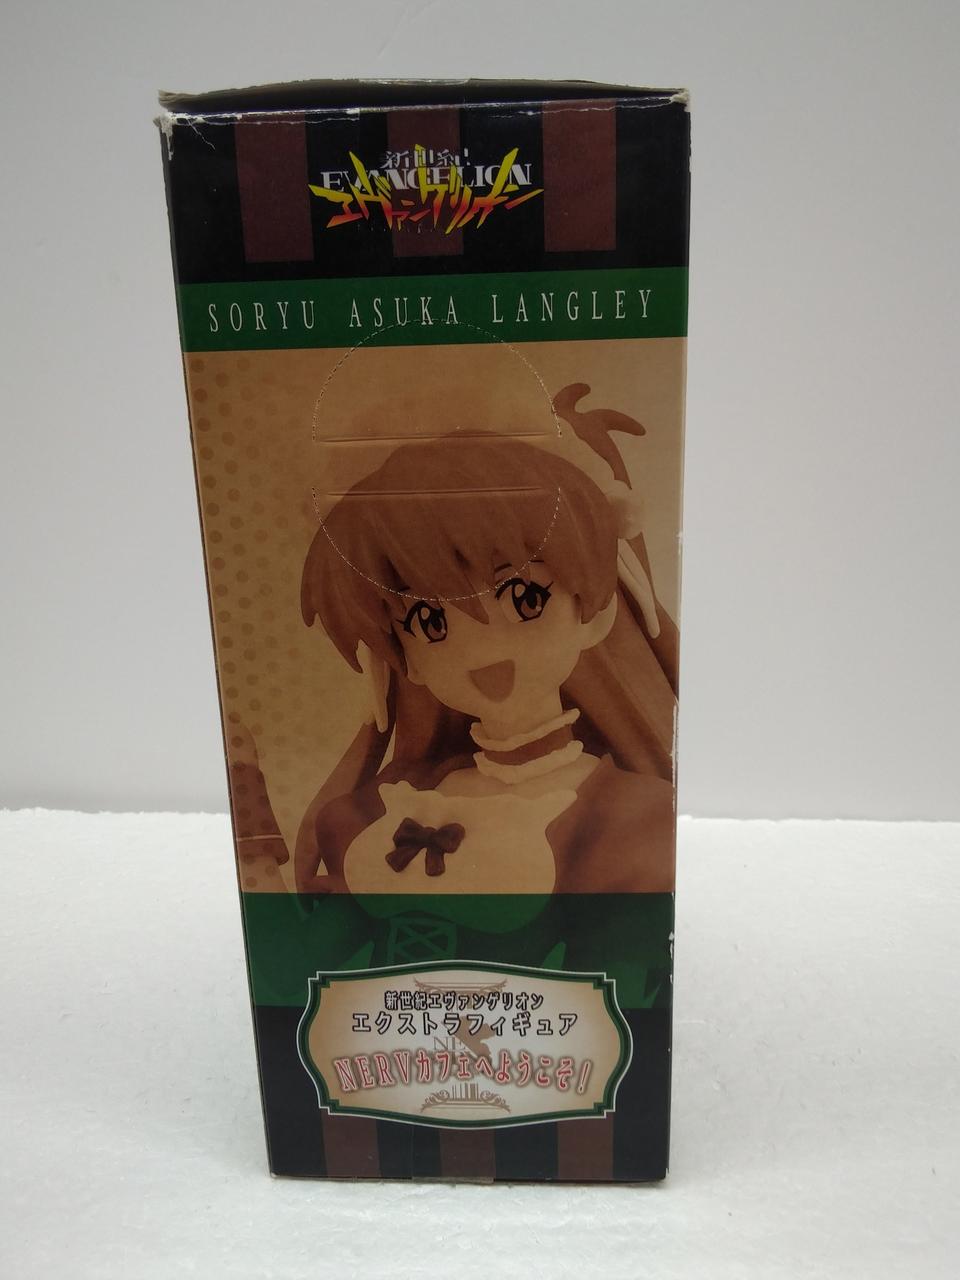 新世紀
EVANGELION
エヴァンゲリオン
SORYU ASUKA LANGLEY
新世紀エヴァンゲリオン
エクストラフィギュア
NERVカフェへようこそ!